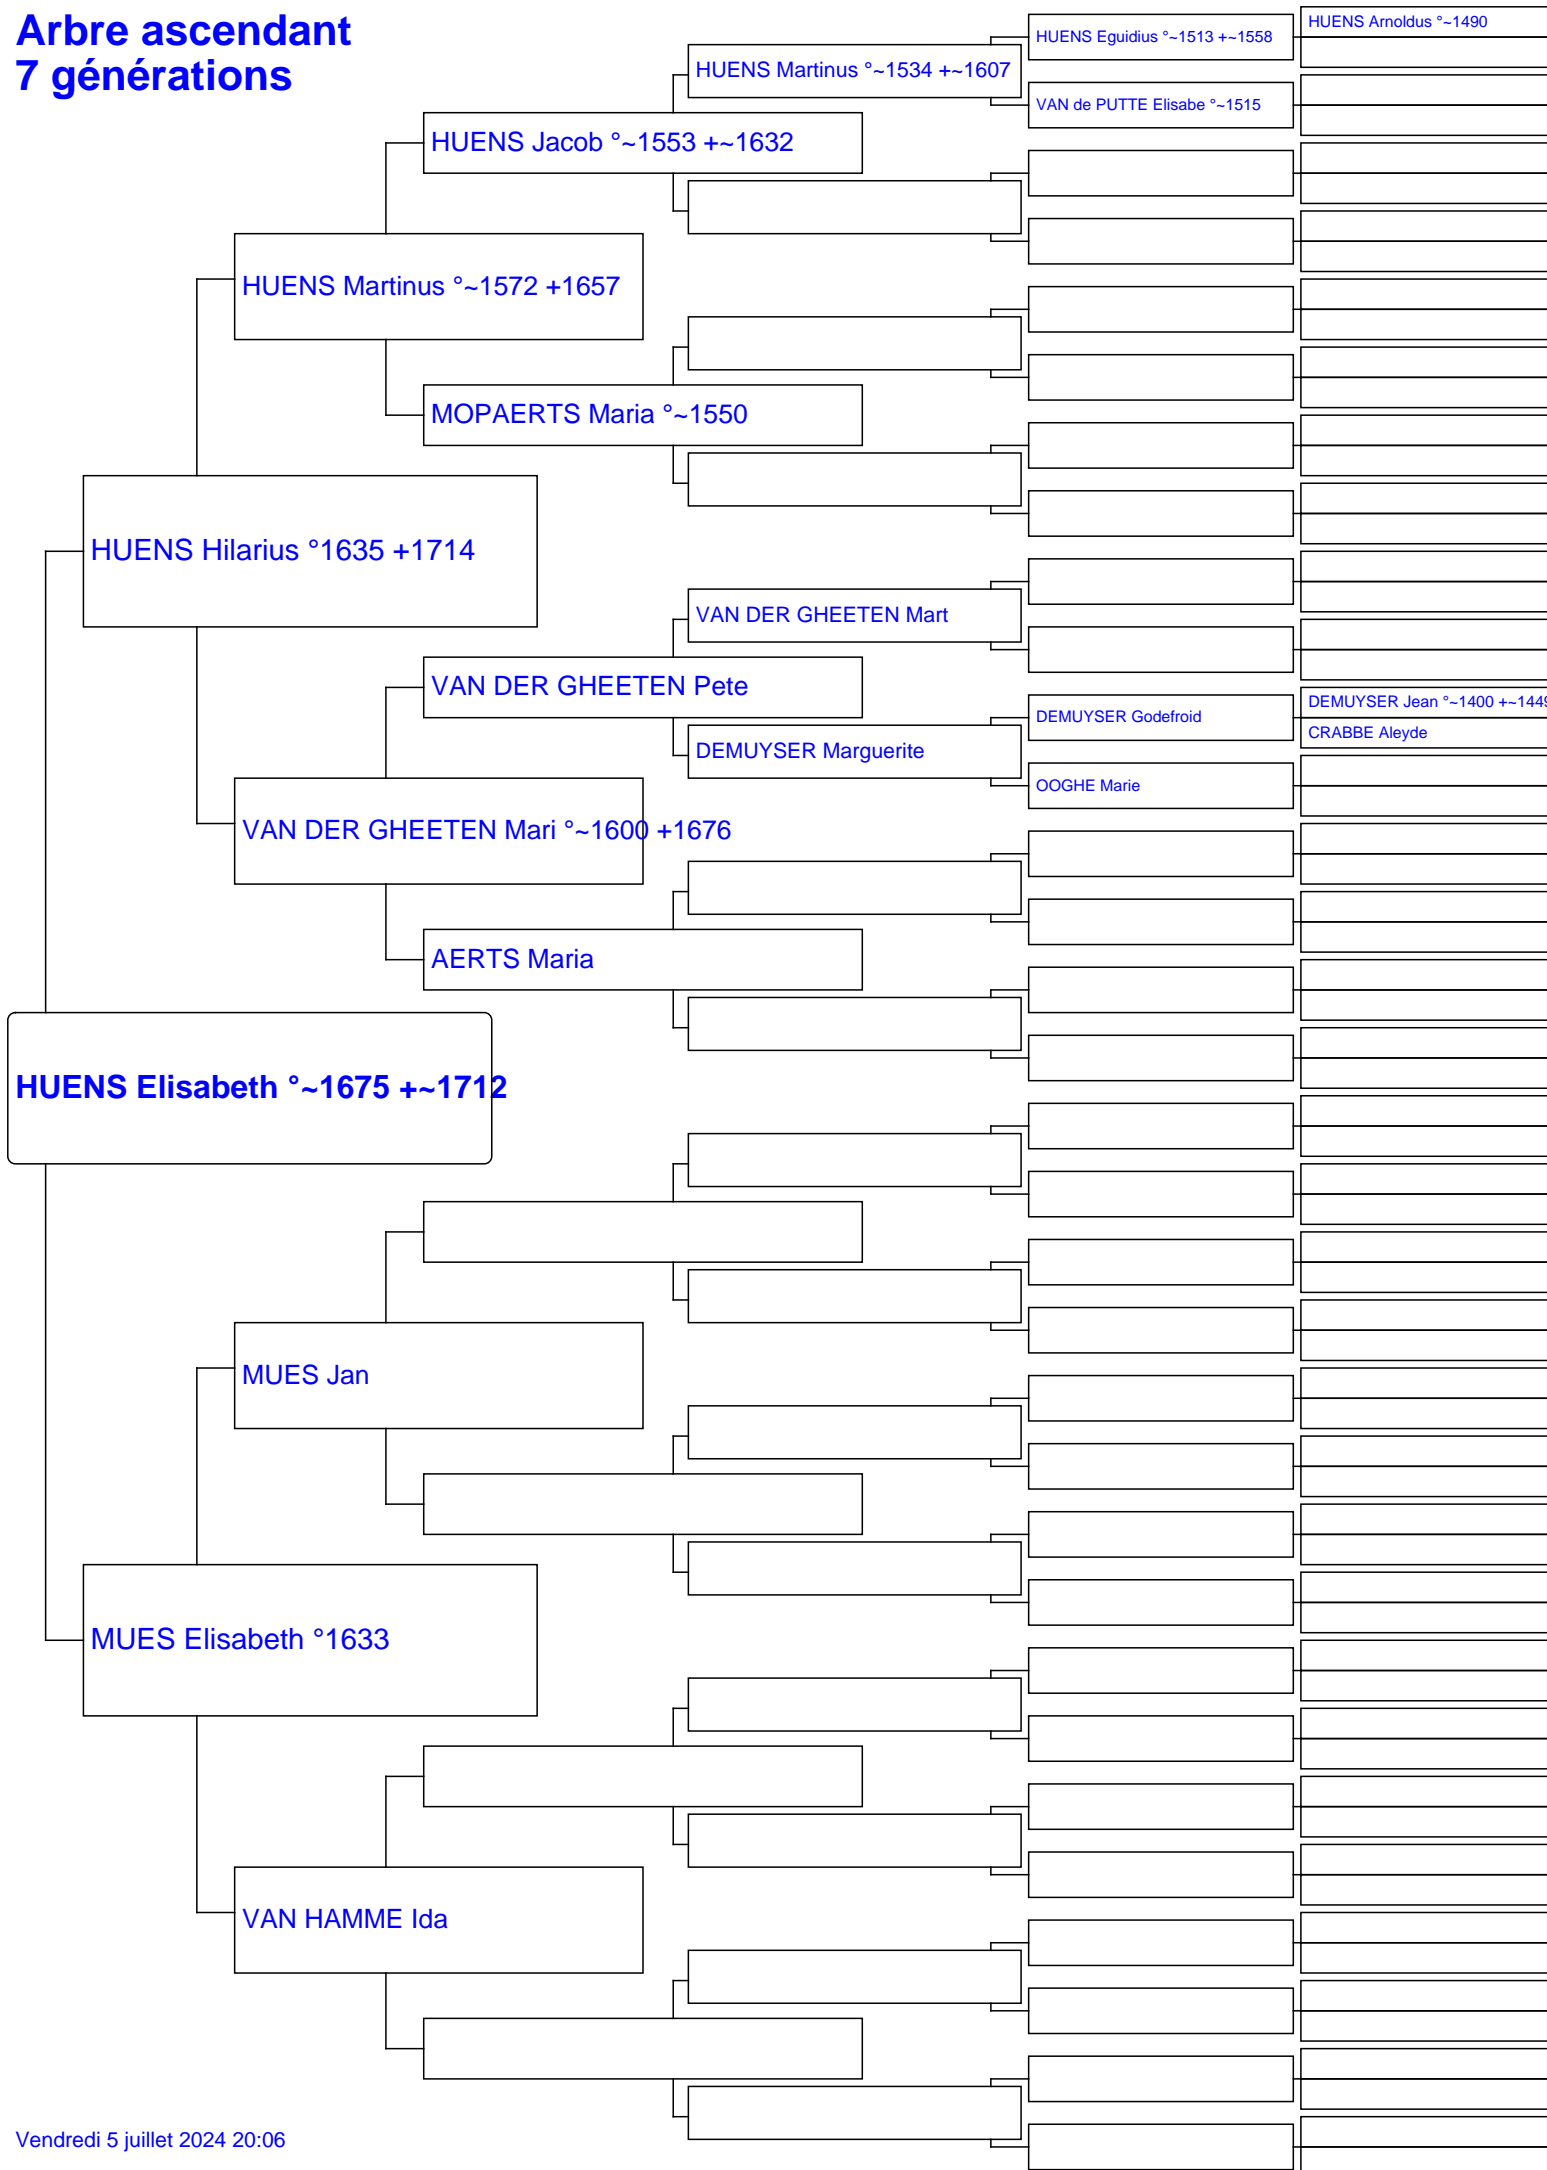 Arbre ascendant
7 générations
HUENS Arnoldus °~1490
HUENS Eguidius °~1513 +~1558
HUENS Martinus °~1534 +~1607
VAN de PUTTE Elisabe °~1515
HUENS Jacob °~1553 +~1632
HUENS Martinus °~1572 +1657
MOPAERTS Maria °~1550
HUENS Hilarius °1635 +1714
VAN DER GHEETEN Mart
VAN DER GHEETEN Pete
DEMUYSER Jean °~1400 +~1449
DEMUYSER Godefroid
CRABBE Aleyde
DEMUYSER Marguerite
OOGHE Marie
VAN DER GHEETEN Mari °~1600 +1676
AERTS Maria
HUENS Elisabeth °~1675 +~1712
MUES Jan
MUES Elisabeth °1633
VAN HAMME Ida
Vendredi 5 juillet 2024 20:06